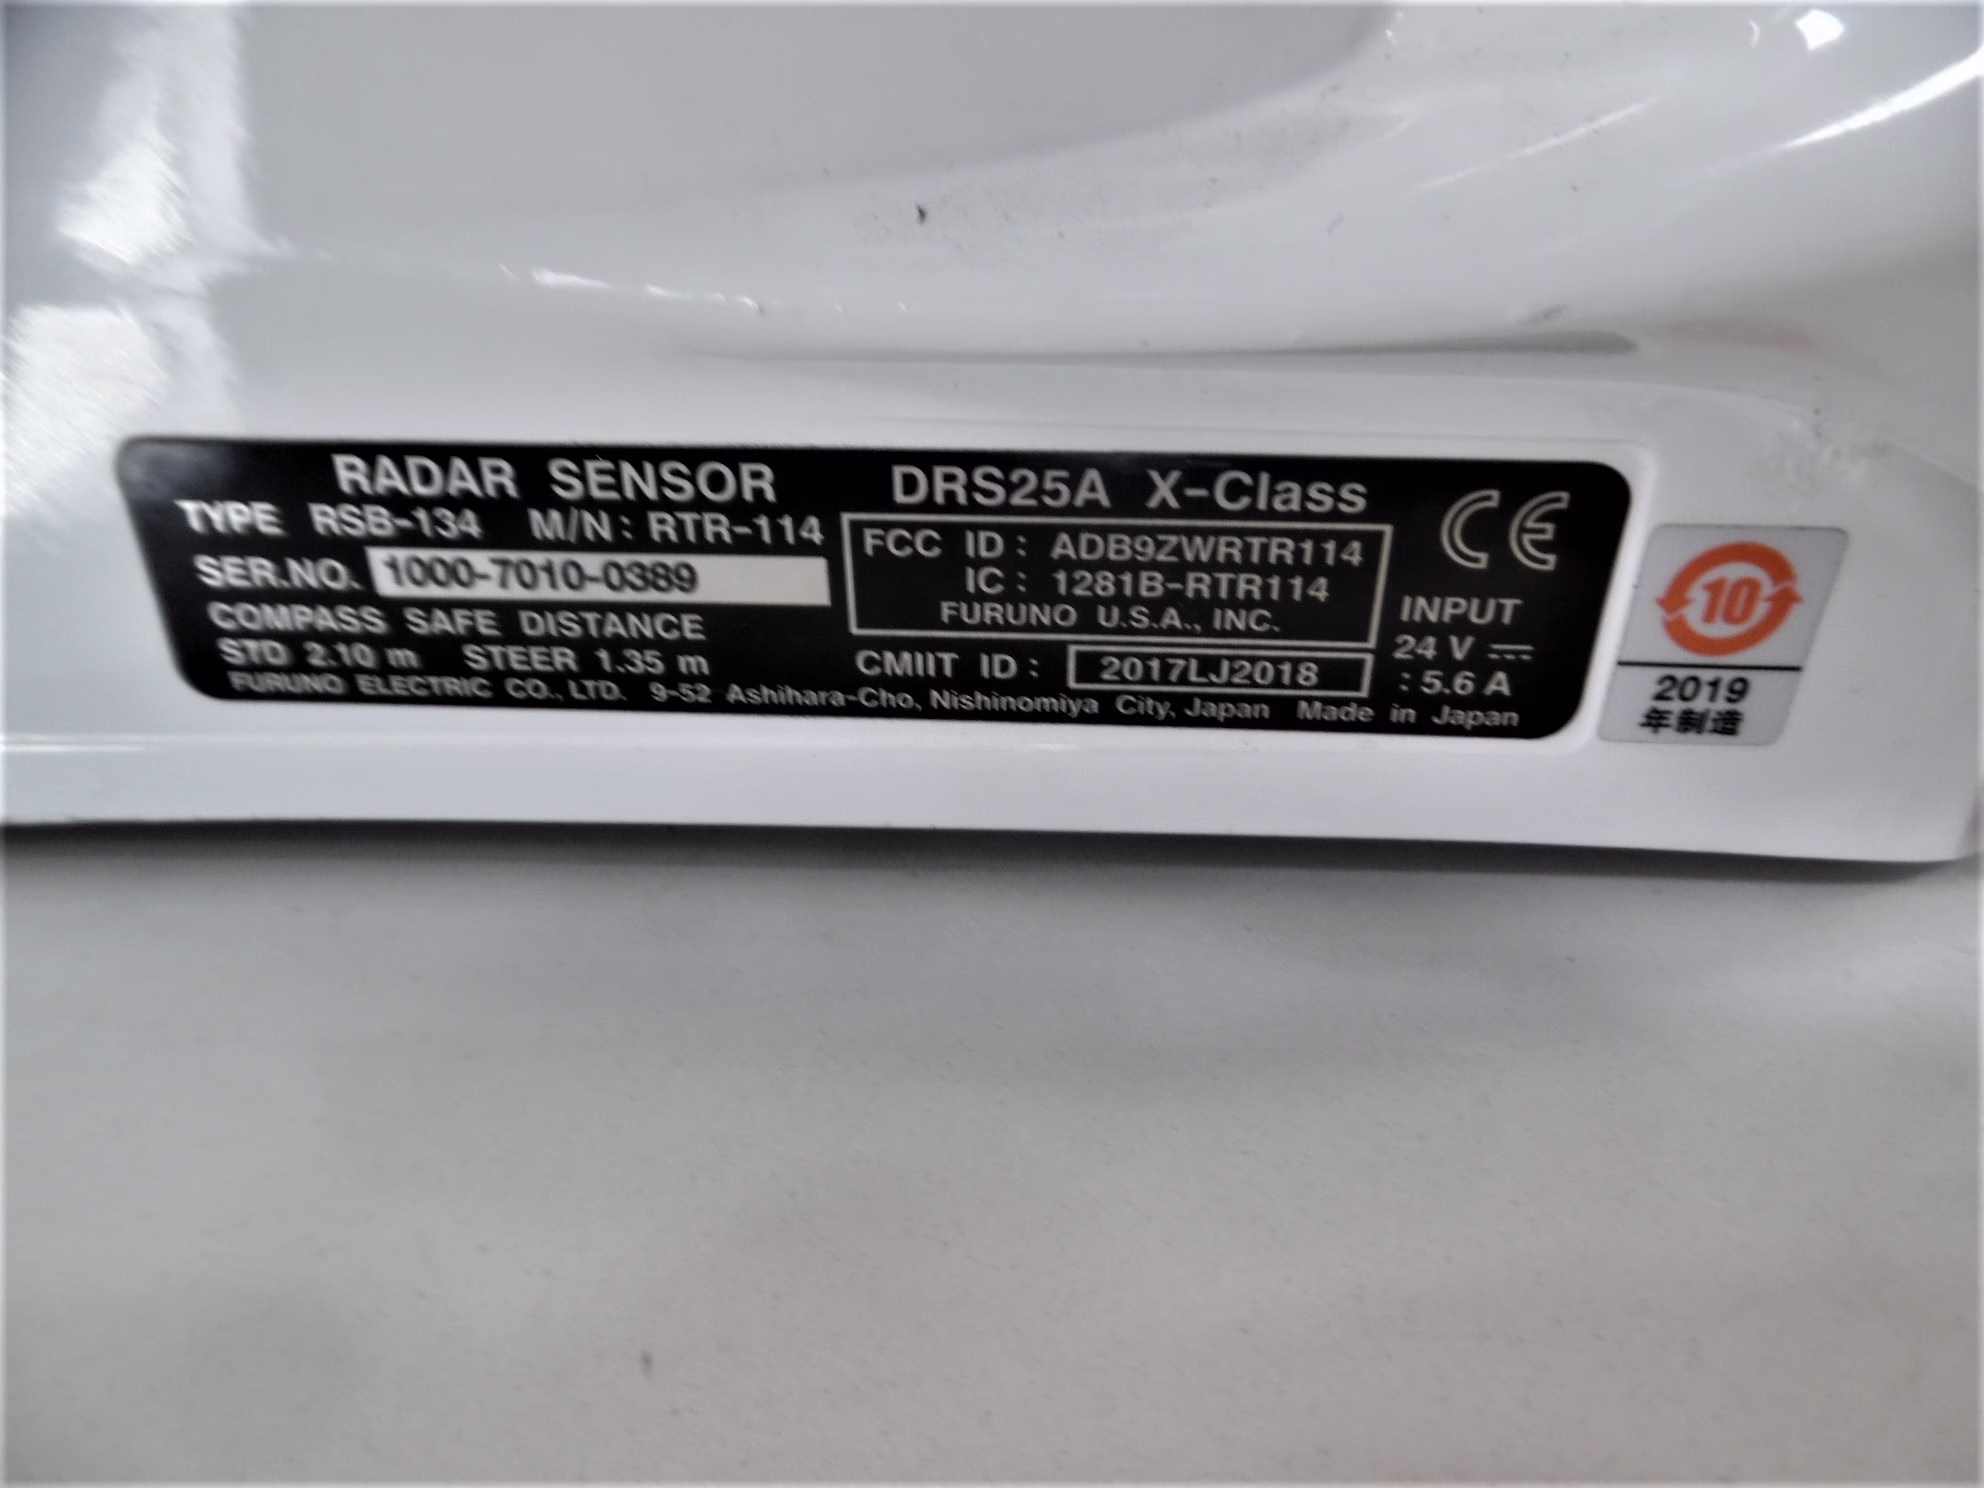 RADAR SENSOR DRS25A X-Class
TYPE RSB-134 M/N: RTR-114
SER.NO. 1000-7010-0389
COMPASS SAFE DISTANCE
STD 2.10 m STEER 1.35 m
FCC ID: ADB9ZWRTR114
IC: 1281B-RTR114
FURUNO U.S.A., INC.
CMIIT ID: 2017LJ2018
CE
INPUT
24 V ⎓
: 5.6 A
FURUNO ELECTRIC CO., LTD. 9-52 Ashihara-Cho, Nishinomiya City, Japan Made in Japan
10
2019
年制造